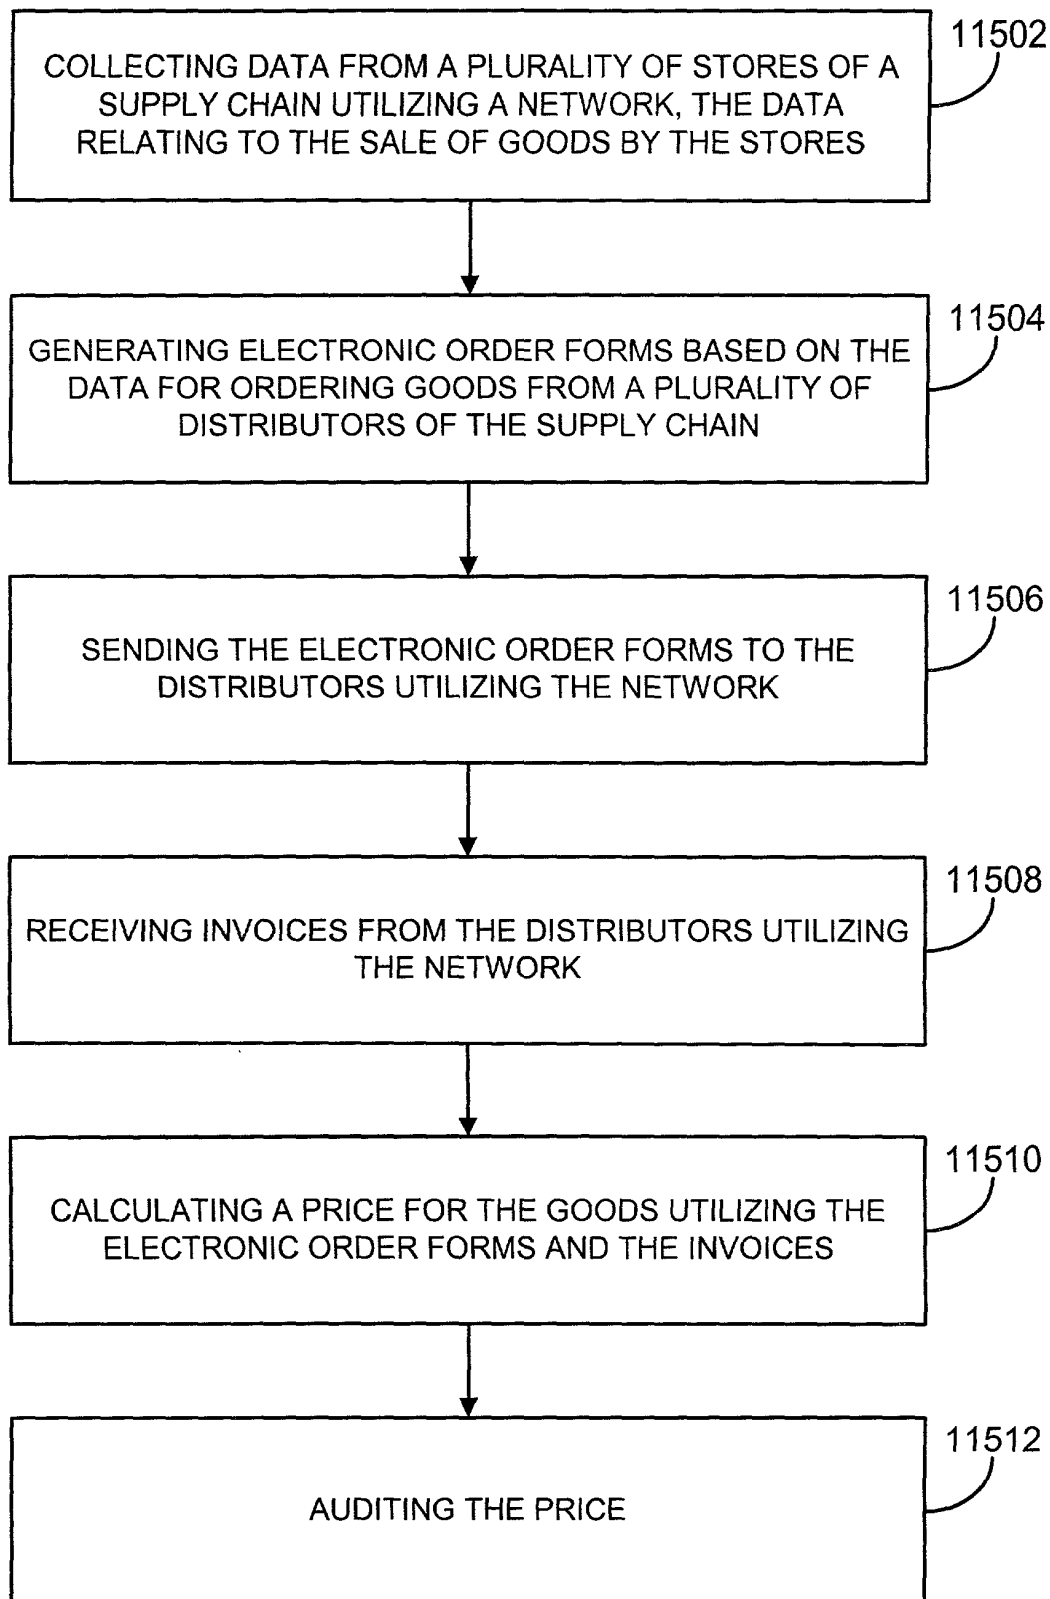 11502
COLLECTING DATA FROM A PLURALITY OF STORES OF A
SUPPLY CHAIN UTILIZING A NETWORK, THE DATA
RELATING TO THE SALE OF GOODS BY THE STORES
11504
GENERATING ELECTRONIC ORDER FORMS BASED ON THE
DATA FOR ORDERING GOODS FROM A PLURALITY OF
DISTRIBUTORS OF THE SUPPLY CHAIN
11506
SENDING THE ELECTRONIC ORDER FORMS TO THE
DISTRIBUTORS UTILIZING THE NETWORK
11508
RECEIVING INVOICES FROM THE DISTRIBUTORS UTILIZING
THE NETWORK
11510
CALCULATING A PRICE FOR THE GOODS UTILIZING THE
ELECTRONIC ORDER FORMS AND THE INVOICES
11512
AUDITING THE PRICE